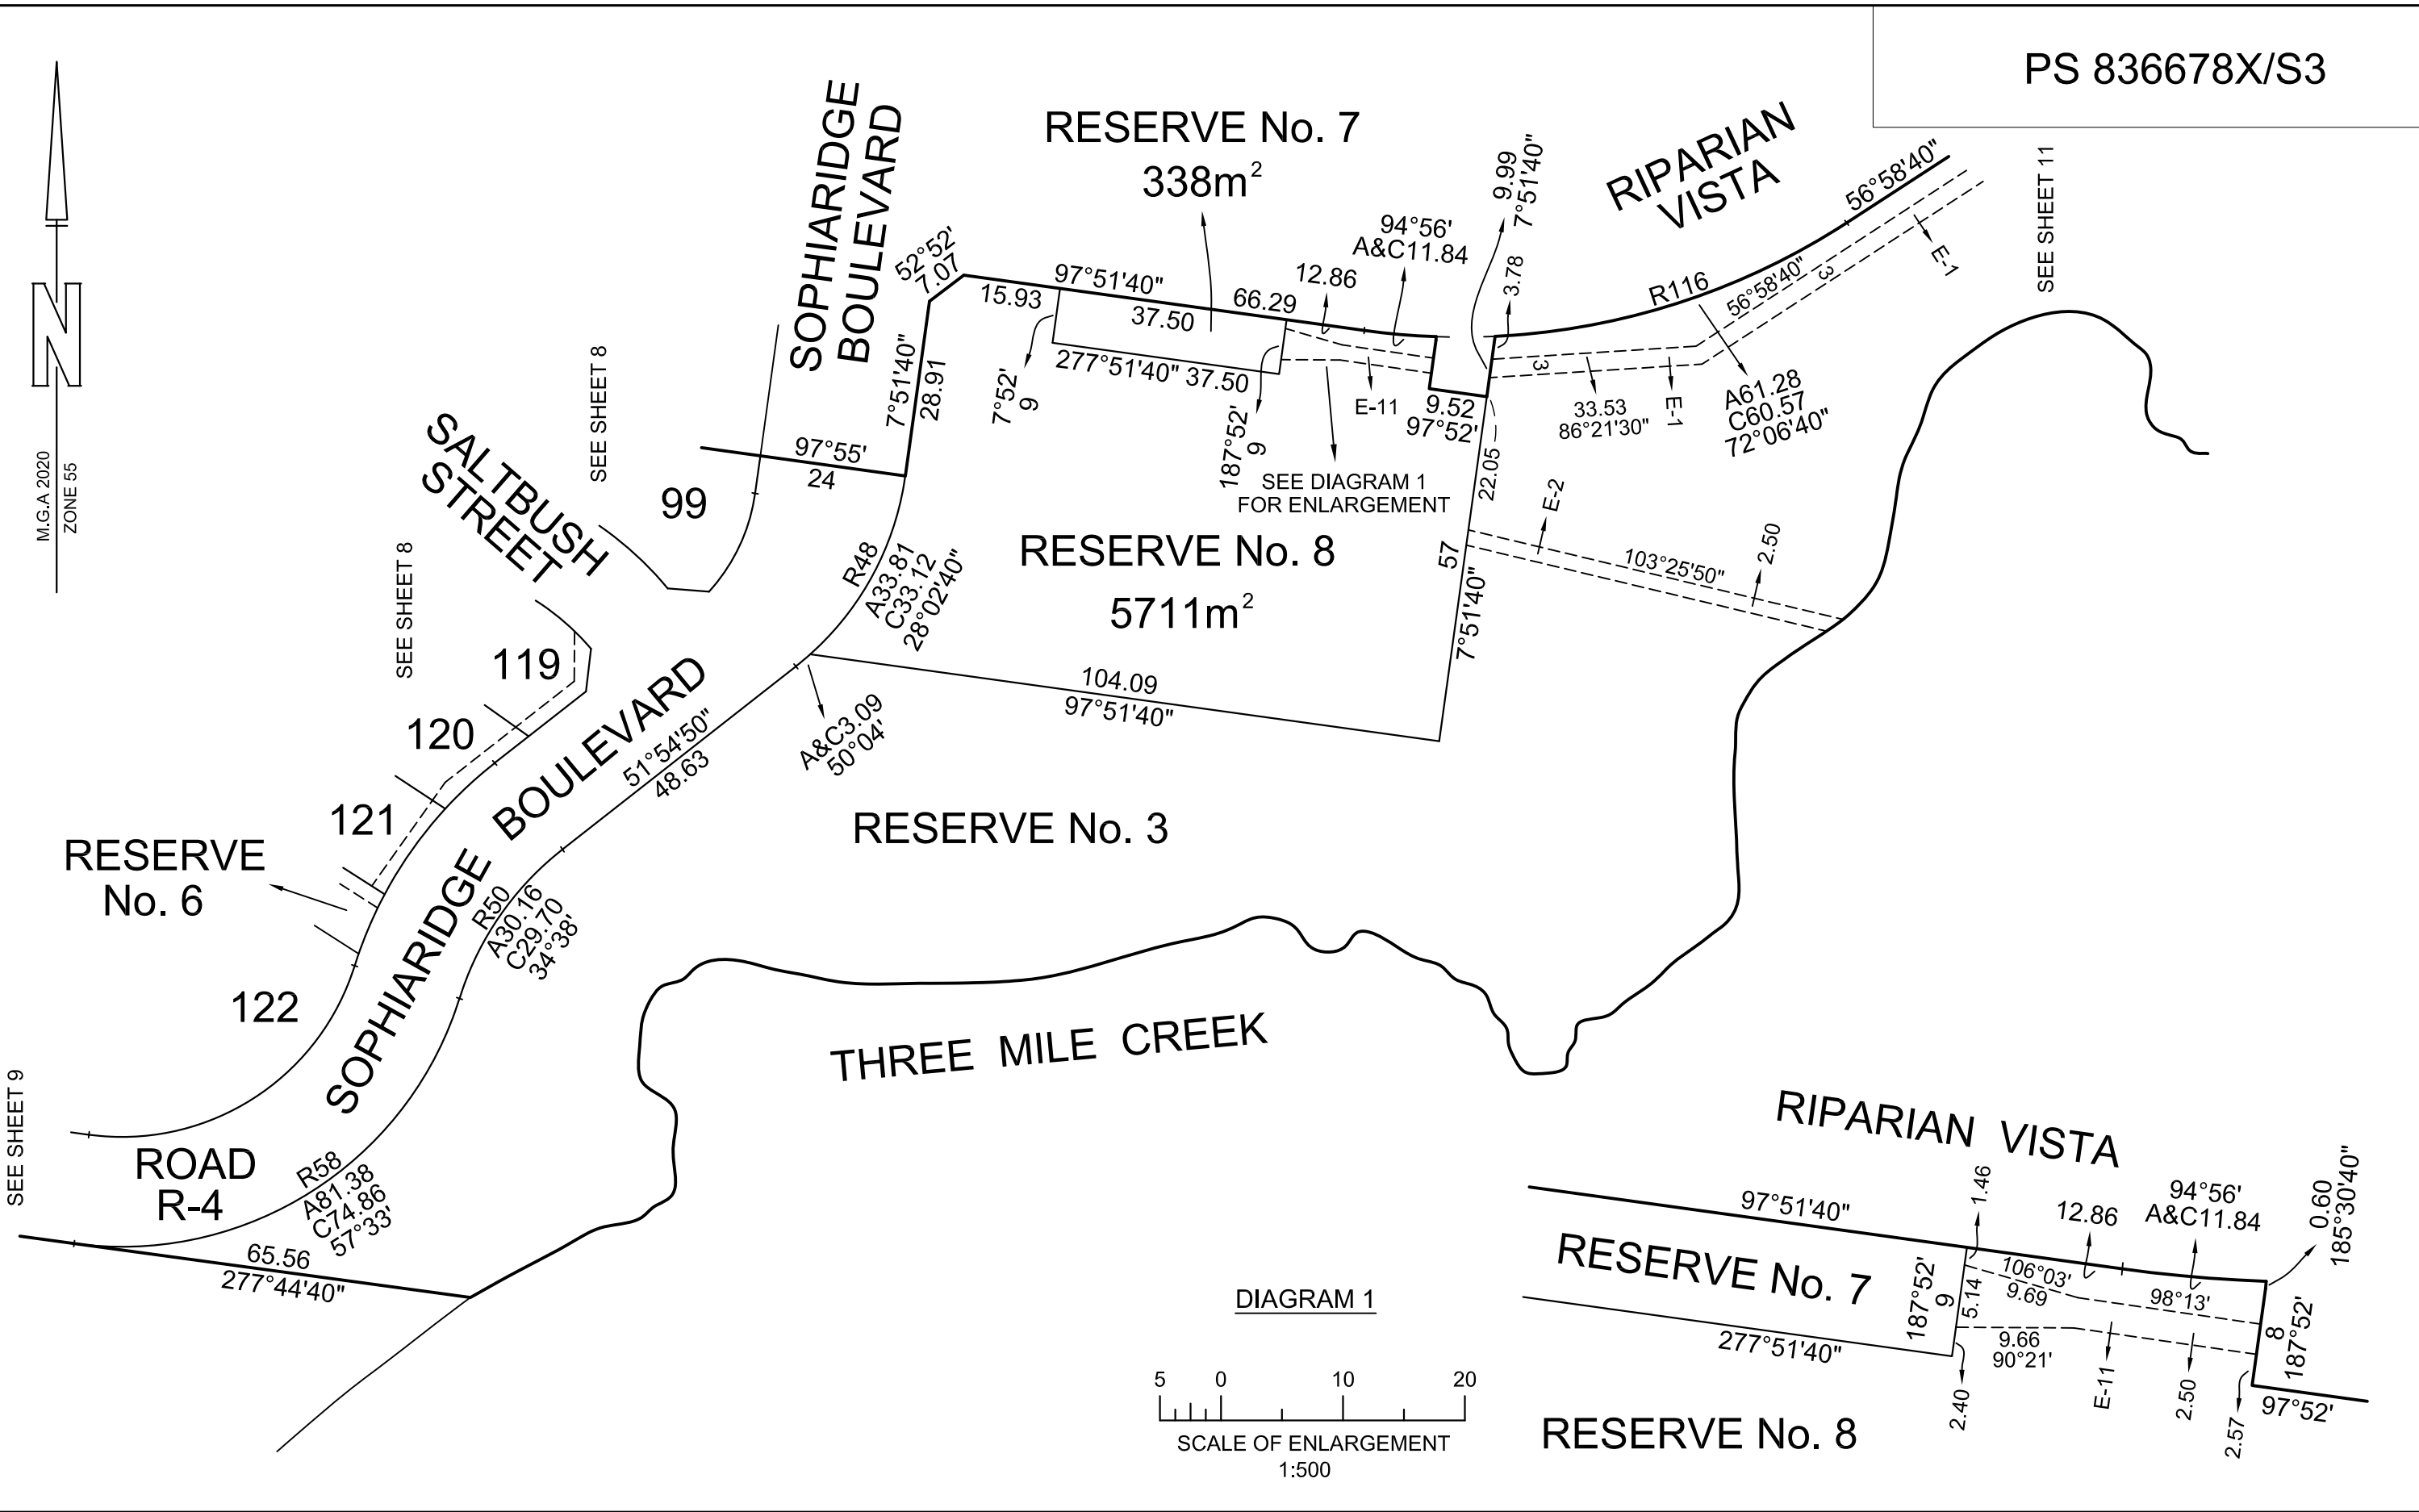 PS 836678X/S3
N
M.G.A 2020
ZONE 55
SOPHIARIDGE
BOULEVARD
RESERVE No. 7
338m²
RIPARIAN
VISTA
SEE SHEET 11
52°52'
7.07
15.93
97°51'40"
66.29
37.50
277°51'40" 37.50
7°52'
9
187°52'
9
12.86
94°56'
A&C11.84
9.99
7°51'40"
3.78
R116
56°58'40"
56°58'40"
3
E-1
3
33.53
86°21'30"
E-1
A61.28
C60.57
72°06'40"
E-11
9.52
97°52'
22.05
SEE DIAGRAM 1
FOR ENLARGEMENT
7°51'40"
28.91
97°55'
24
SEE SHEET 8
99
SALTBUSH
STREET
SEE SHEET 8
R48
A33.81
C33.12
28°02'40"
RESERVE No. 8
5711m²
57
7°51'40"
E-2
103°25'50"
2.50
104.09
97°51'40"
A&C3.09
50°04'
119
120
121
122
RESERVE
No. 6
SOPHIARIDGE BOULEVARD
51°54'50"
48.63
R50
A30.16
C29.70
34°38'
RESERVE No. 3
THREE MILE CREEK
SEE SHEET 9
ROAD
R-4
R58
A81.38
C74.86
57°33'
65.56
277°44'40"
DIAGRAM 1
5 0 10 20
SCALE OF ENLARGEMENT
1:500
RIPARIAN VISTA
97°51'40"
RESERVE No. 7
277°51'40"
187°52'
9
1.46
5.14
2.40
12.86
94°56'
A&C11.84
0.60
185°30'40"
106°03'
9.69
98°13'
9.66
90°21'
E-11
2.50
2.57
8
187°52'
97°52'
RESERVE No. 8